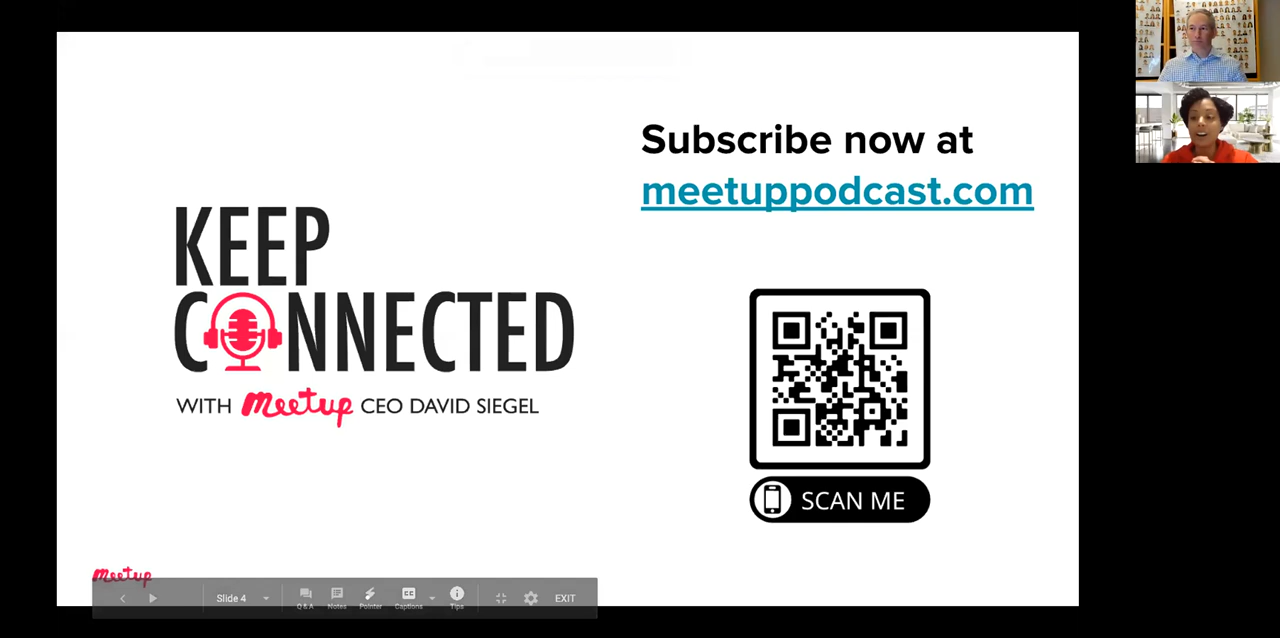 Subscribe now at
meetuppodcast.com
KEEP
CONNECTED
WITH meetup CEO DAVID SIEGEL
SCAN ME
meetup
Slide 4
Q & A
Notes
Pointer
Captions
Tips
EXIT